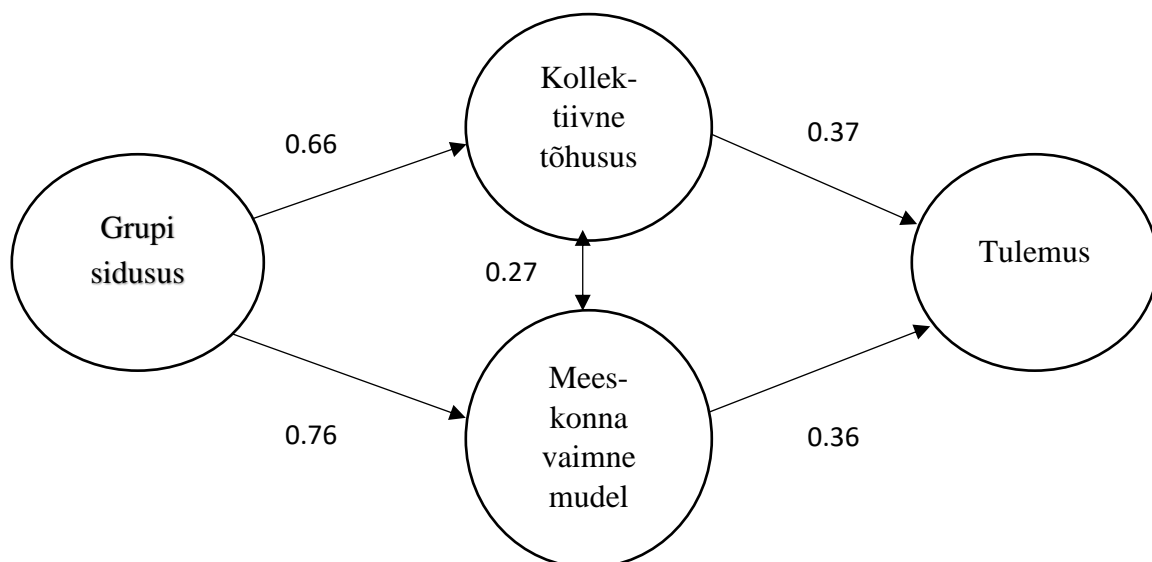 Kollek-
tiivne
tõhusus
0.66
0.37
Grupi
sidusus
0.27
Tulemus
Mees-
konna
vaimne
mudel
0.76
0.36